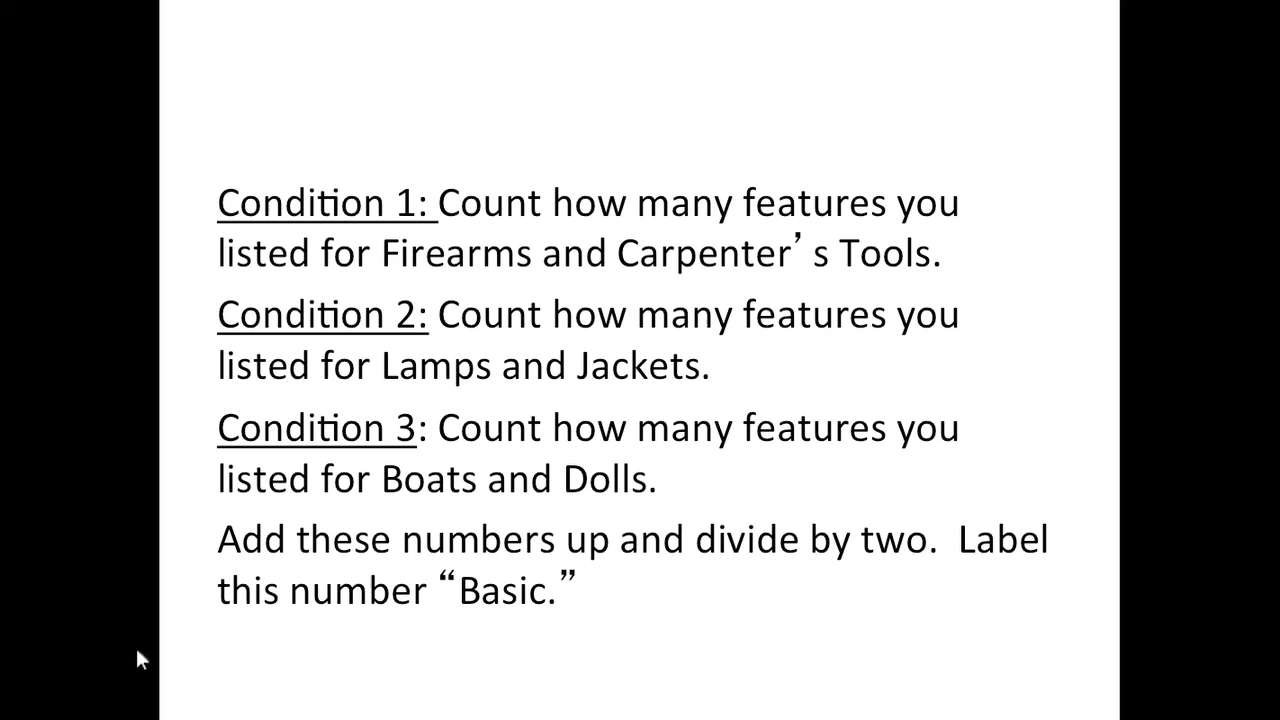 Condition 1: Count how many features you
listed for Firearms and Carpenter’ s Tools.
Condition 2: Count how many features you
listed for Lamps and Jackets.
Condition 3: Count how many features you
listed for Boats and Dolls.
Add these numbers up and divide by two.  Label
this number “Basic.”